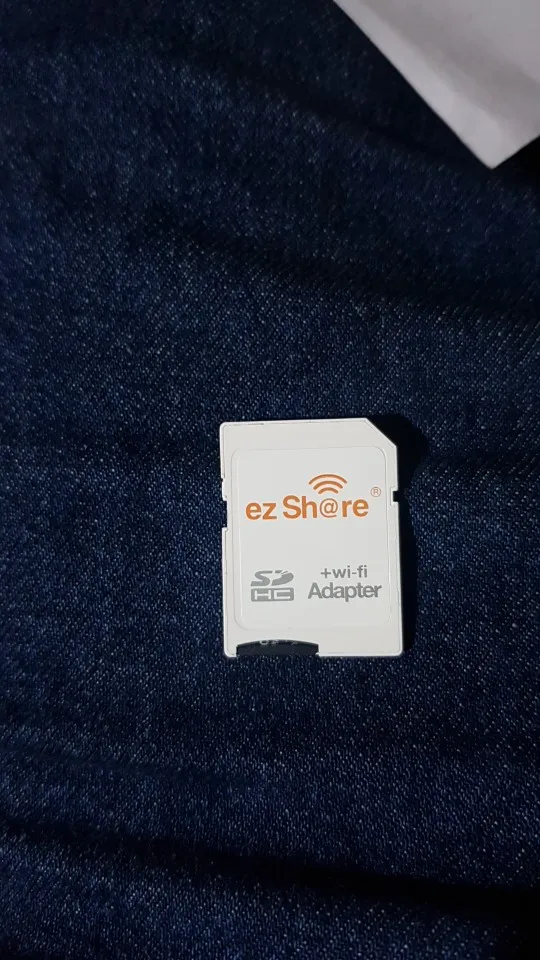 ez Sh@re®
SD HC
+wi-fi
Adapter